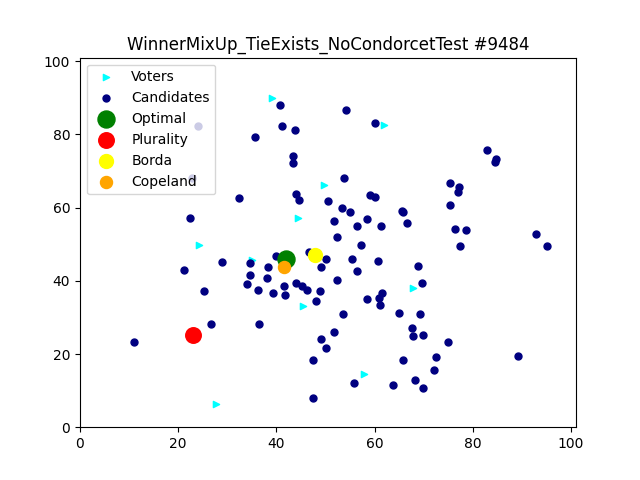 WinnerMixUp_TieExists_NoCondorcetTest #9484
Voters
Candidates
Optimal
Plurality
Borda
Copeland
100
80
60
40
20
0
0 20 40 60 80 100